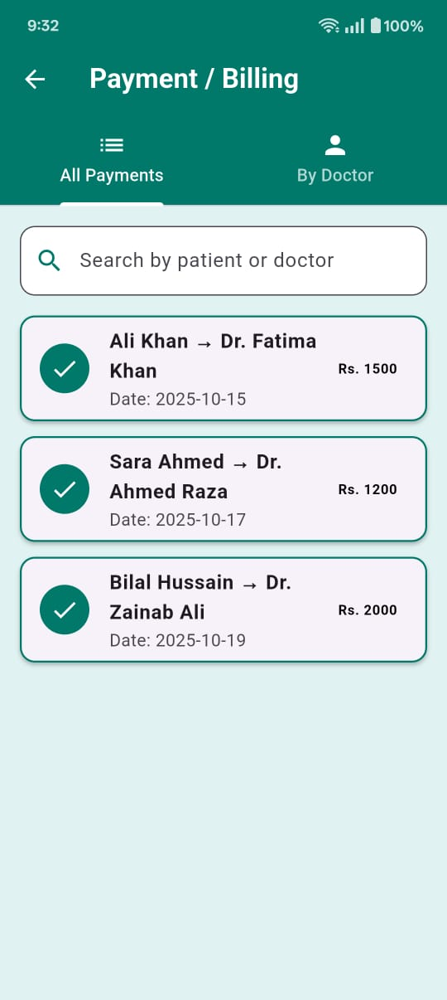 9:32
100%
Payment / Billing
All Payments
By Doctor
Search by patient or doctor
Ali Khan → Dr. Fatima
Khan
Rs. 1500
Date: 2025-10-15
Sara Ahmed → Dr.
Ahmed Raza
Rs. 1200
Date: 2025-10-17
Bilal Hussain → Dr.
Zainab Ali
Rs. 2000
Date: 2025-10-19